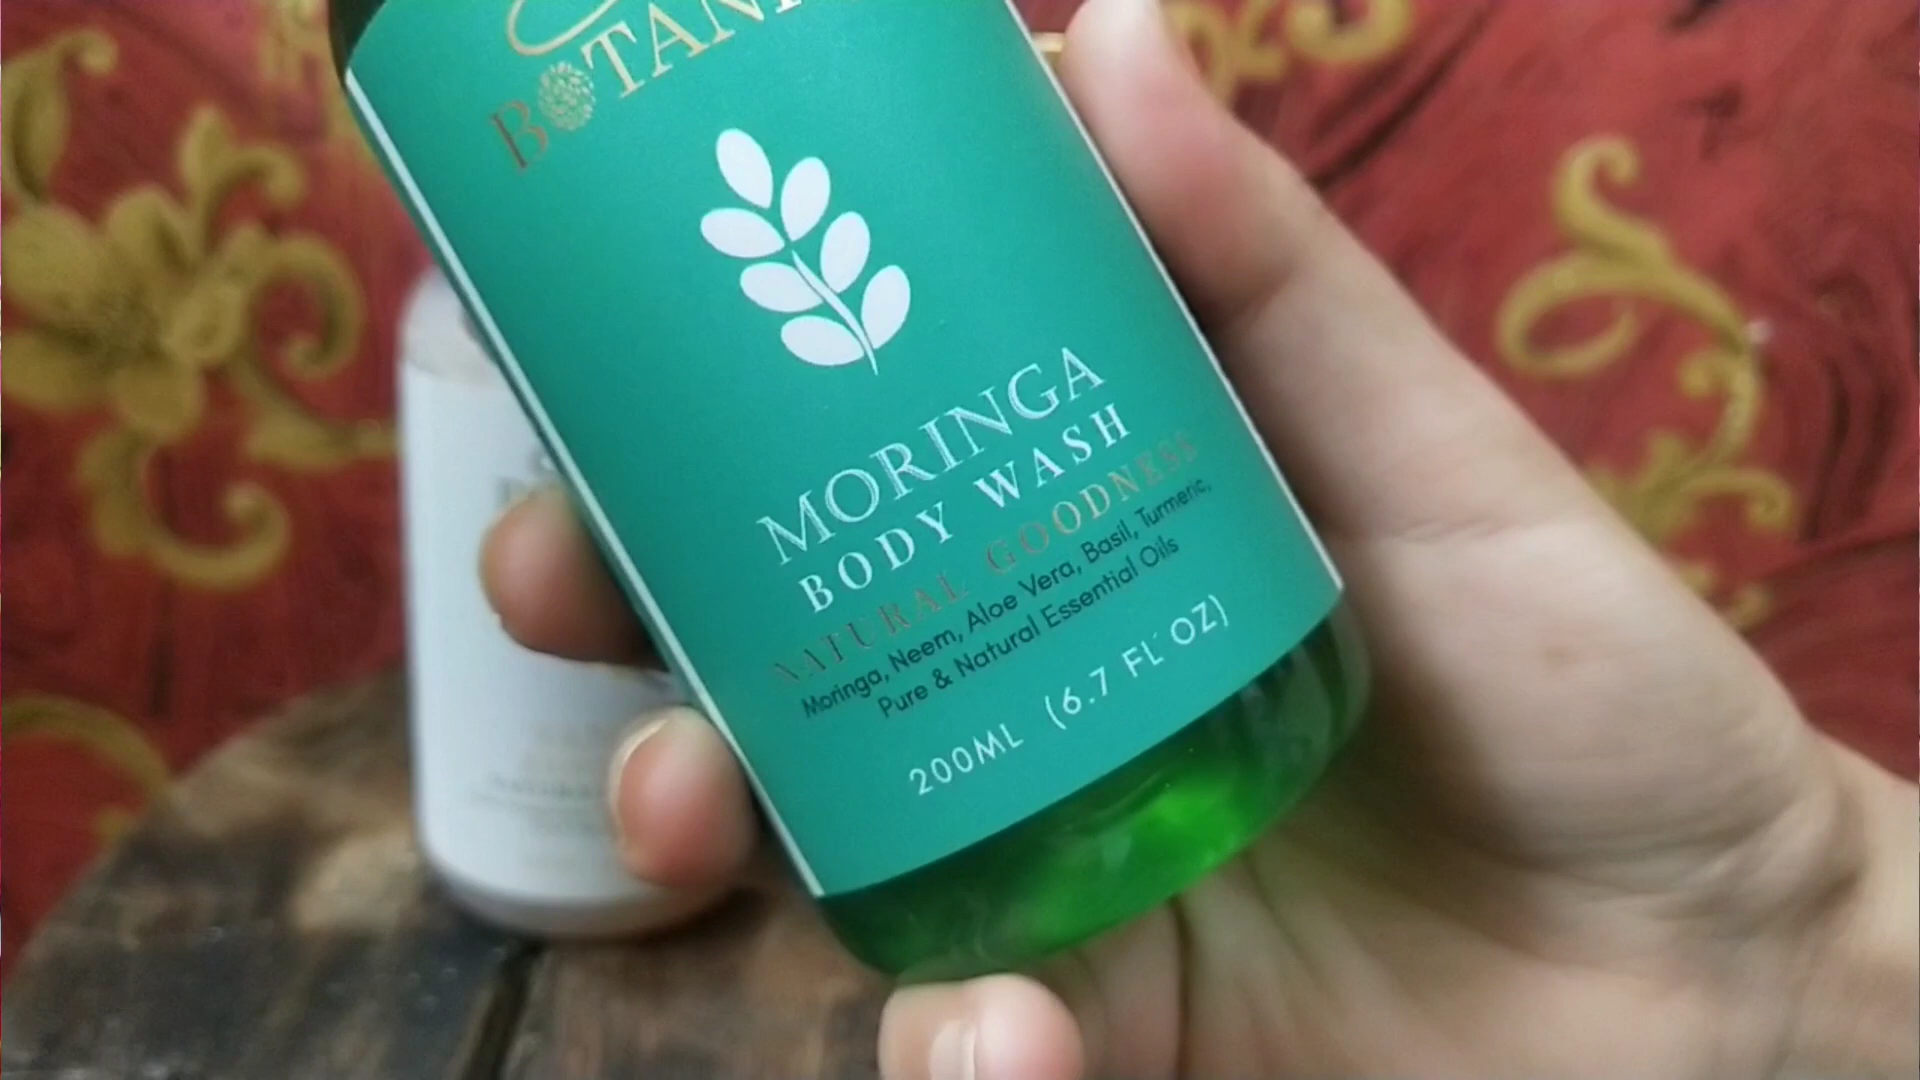 MORINGA
BODY WASH
NATURAL GOODNESS
Moringa, Neem, Aloe Vera, Basil, Turmeric,
Pure & Natural Essential Oils
200ML (6.7 FL OZ)